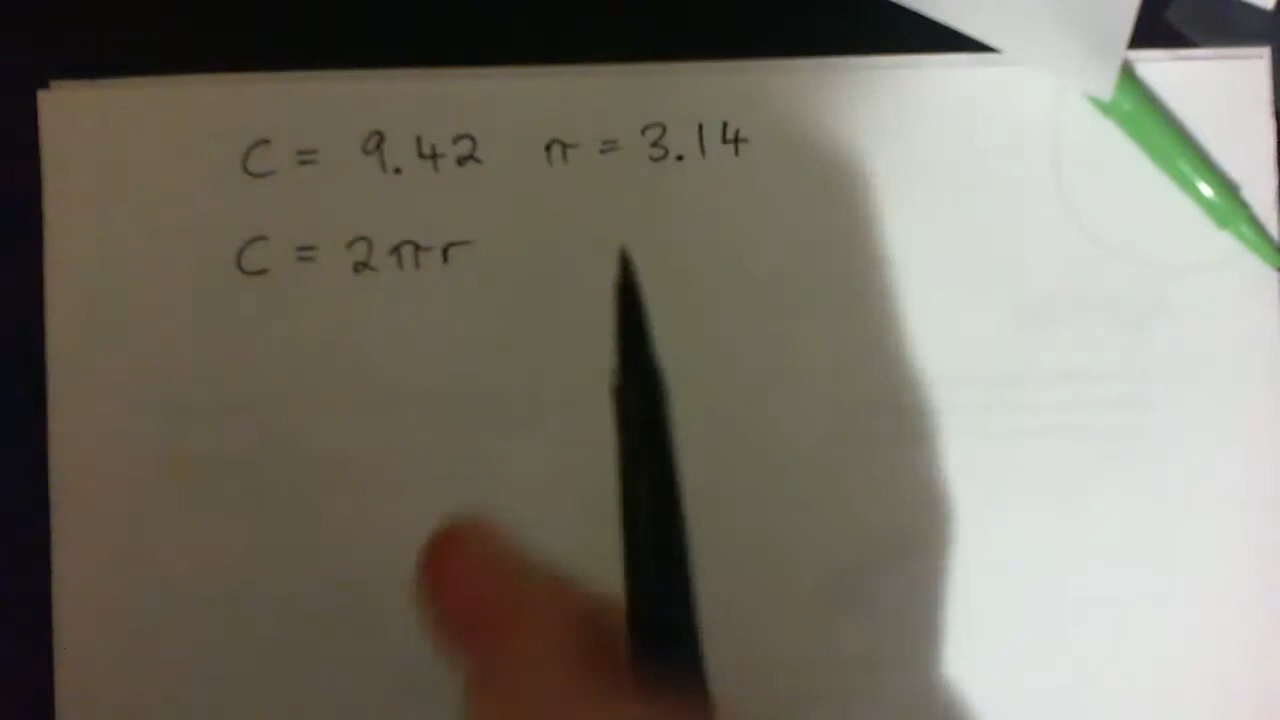 C = 9.42 π = 3.14
C = 2πr